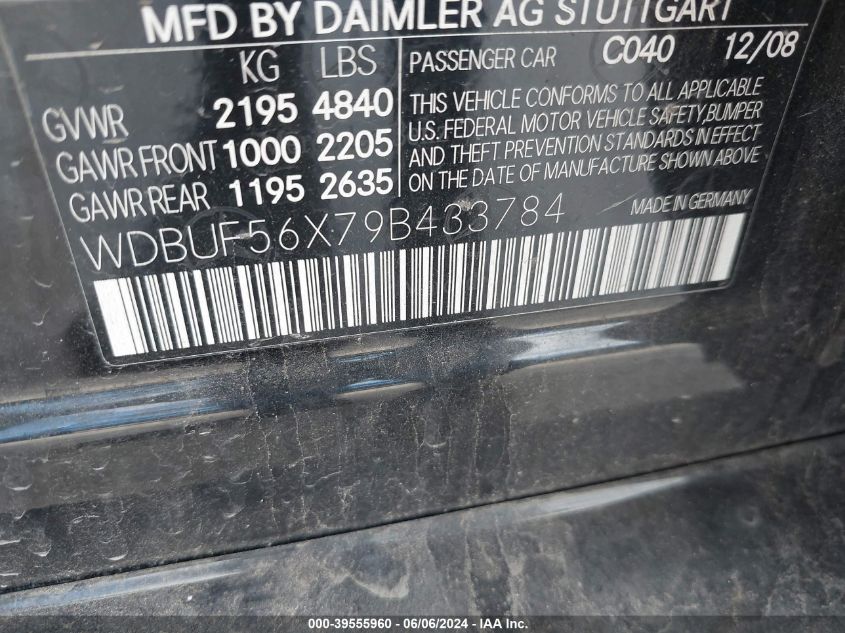 MFD BY DAIMLER AG STUTTGART
KG LBS
GVWR 2195 4840
GAWR FRONT 1000 2205
GAWR REAR 1195 2635
PASSENGER CAR C040 12/08
THIS VEHICLE CONFORMS TO ALL APPLICABLE
U.S. FEDERAL MOTOR VEHICLE SAFETY, BUMPER
AND THEFT PREVENTION STANDARDS IN EFFECT
ON THE DATE OF MANUFACTURE SHOWN ABOVE
WDBUF56X79B433784
MADE IN GERMANY
000-39555960 - 06/06/2024 - IAA Inc.